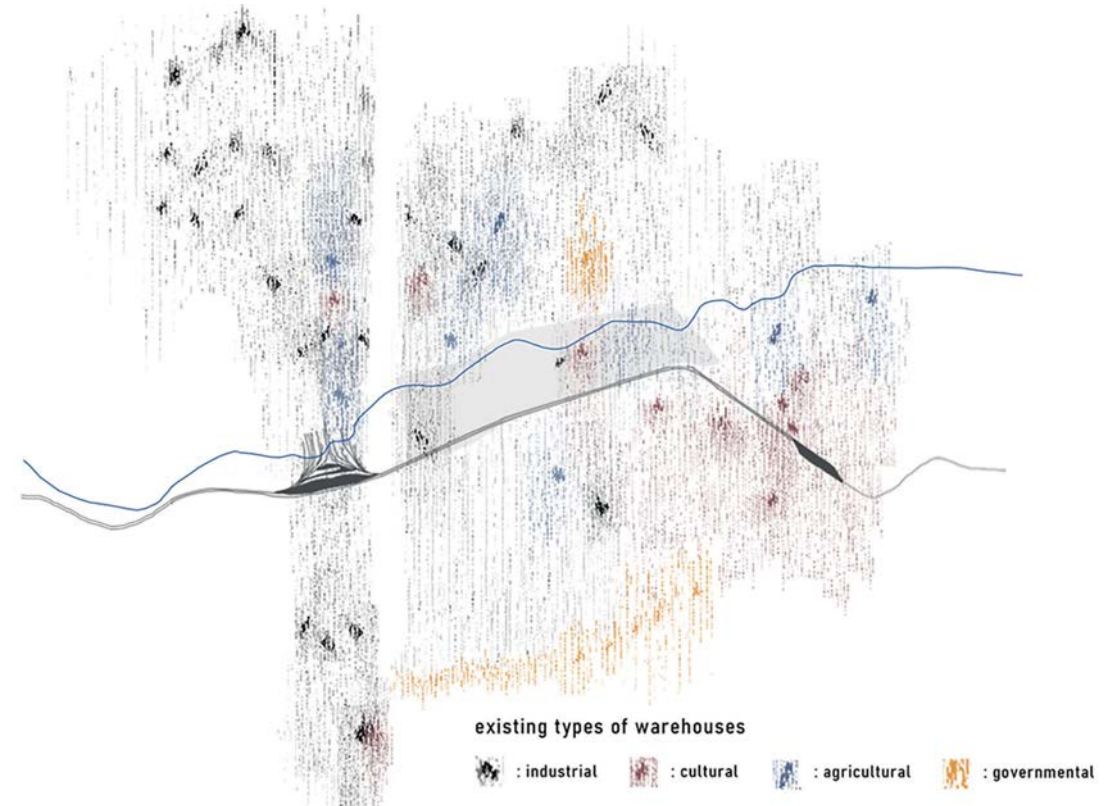 existing types of warehouses
: industrial : cultural : agricultural : governmental